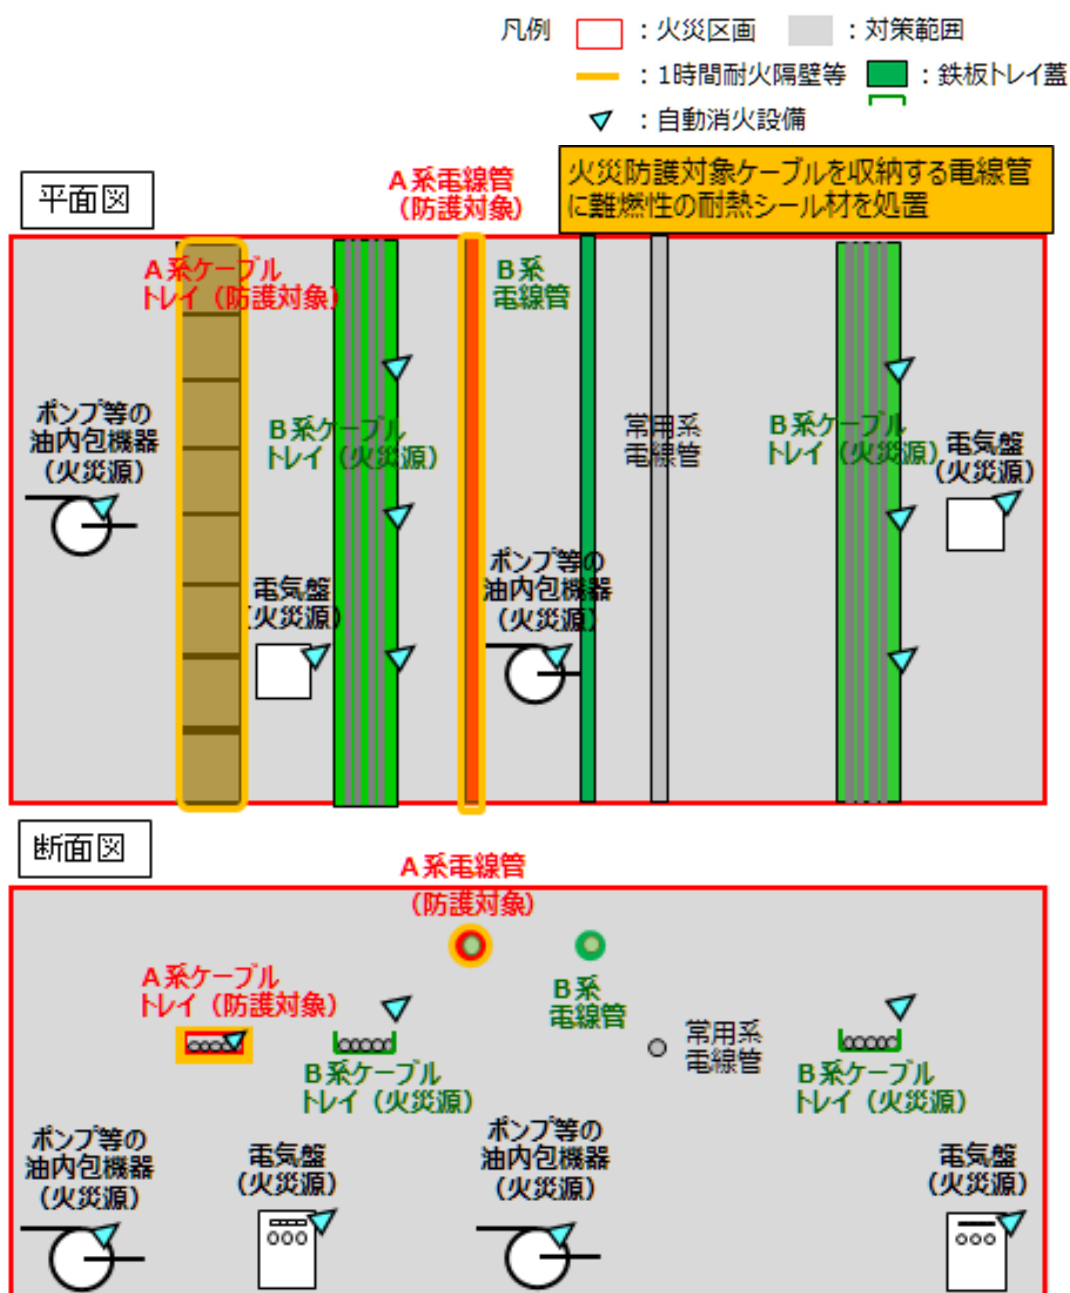 凡例
：火災区画
：対策範囲
：1時間耐火隔壁等
：鉄板トレイ蓋
：自動消火設備
平面図
A系電線管
（防護対象）
火災防護対象ケーブルを収納する電線管
に難燃性の耐熱シール材を処置
A系ケーブル
トレイ（防護対象）
B系
電線管
ポンプ等の
油内包機器
（火災源）
B系ケーブル
トレイ（火災源）
常用系
電線管
B系ケーブル
トレイ（火災源）
電気盤
（火災源）
電気盤
（火災源）
ポンプ等の
油内包機器
（火災源）
断面図
A系電線管
（防護対象）
A系ケーブル
トレイ（防護対象）
B系
電線管
常用系
電線管
B系ケーブル
トレイ（火災源）
B系ケーブル
トレイ（火災源）
ポンプ等の
油内包機器
（火災源）
電気盤
（火災源）
ポンプ等の
油内包機器
（火災源）
電気盤
（火災源）